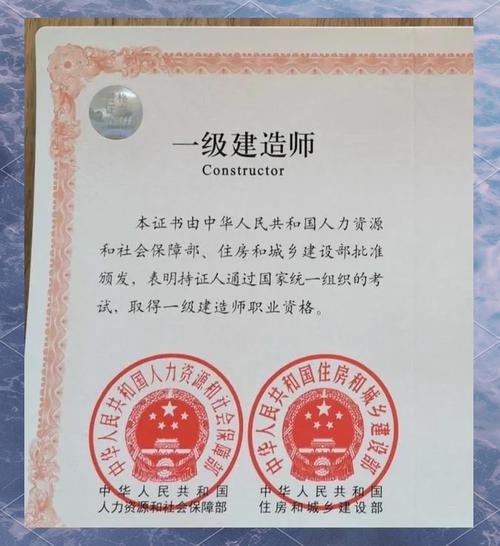 一级建造师
Constructor
本证书由中华人民共和国人力资源
和社会保障部、住房和城乡建设部批准
颁发，表明持证人通过国家统一组织的考
试，取得一级建造师职业资格。
中华人民共和国人力资源和社会保障部
中华人民共和国住房和城乡建设部
中华人民共和国
人力资源和社会保障部
中华人民共和国
住房和城乡建设部